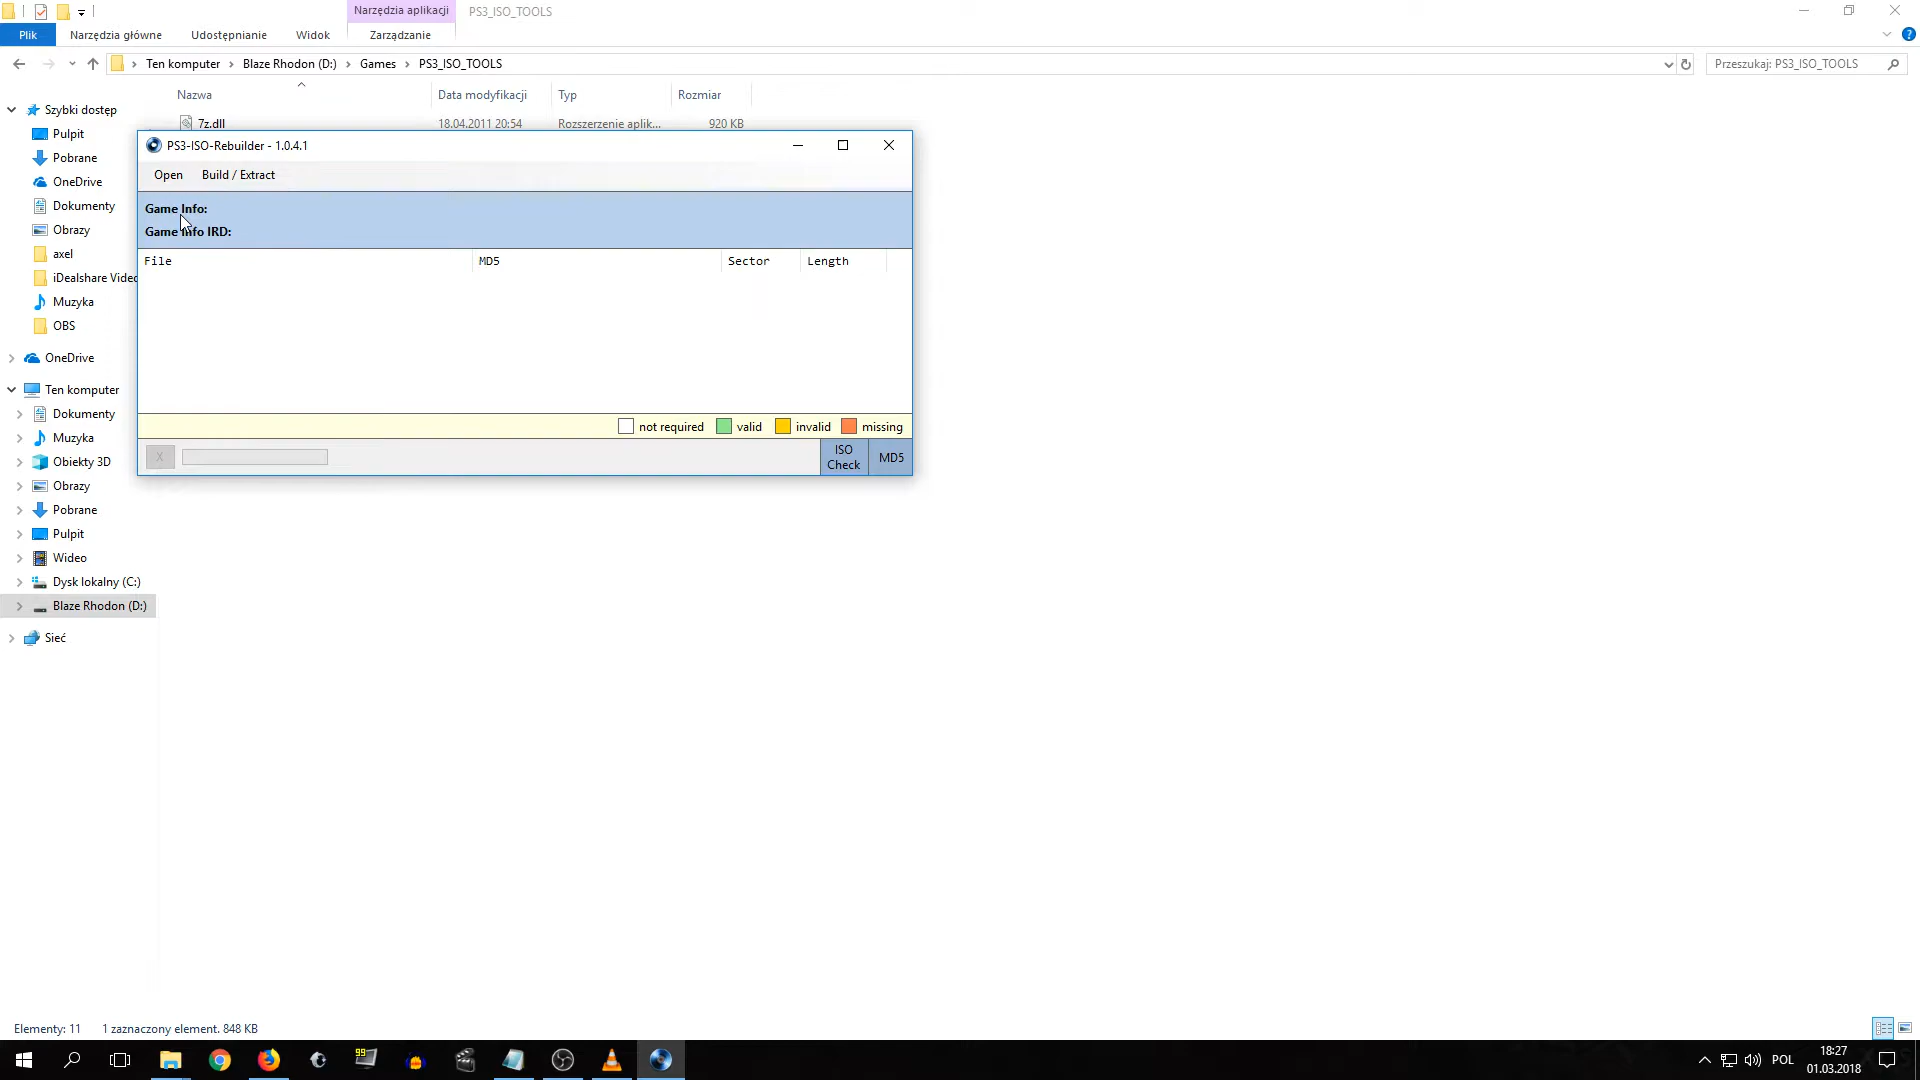 Narzędzia aplikacji PS3_ISO_TOOLS
Plik Narzędzia główne Udostępnianie Widok Zarządzanie
Ten komputer Blaze Rhodon (D:) Games PS3_ISO_TOOLS Przeszukaj: PS3_ISO_TOOLS
Nazwa Data modyfikacji Typ Rozmiar
7z.dll 18.04.2011 20:54 Rozszerzenie aplik... 920 KB
PS3-ISO-Rebuilder - 1.0.4.1
Open Build / Extract
Game Info:
Game Info IRD:
File MD5 Sector Length
not required valid invalid missing
X
ISO Check MD5
Szybki dostęp
Pulpit
Pobrane
OneDrive
Dokumenty
Obrazy
axel
iDealshare Videc
Muzyka
OBS
OneDrive
Ten komputer
Dokumenty
Muzyka
Obiekty 3D
Obrazy
Pobrane
Pulpit
Wideo
Dysk lokalny (C:)
Blaze Rhodon (D:)
Sieć
Elementy: 11 1 zaznaczony element. 848 KB
99
POL 18:27
01.03.2018